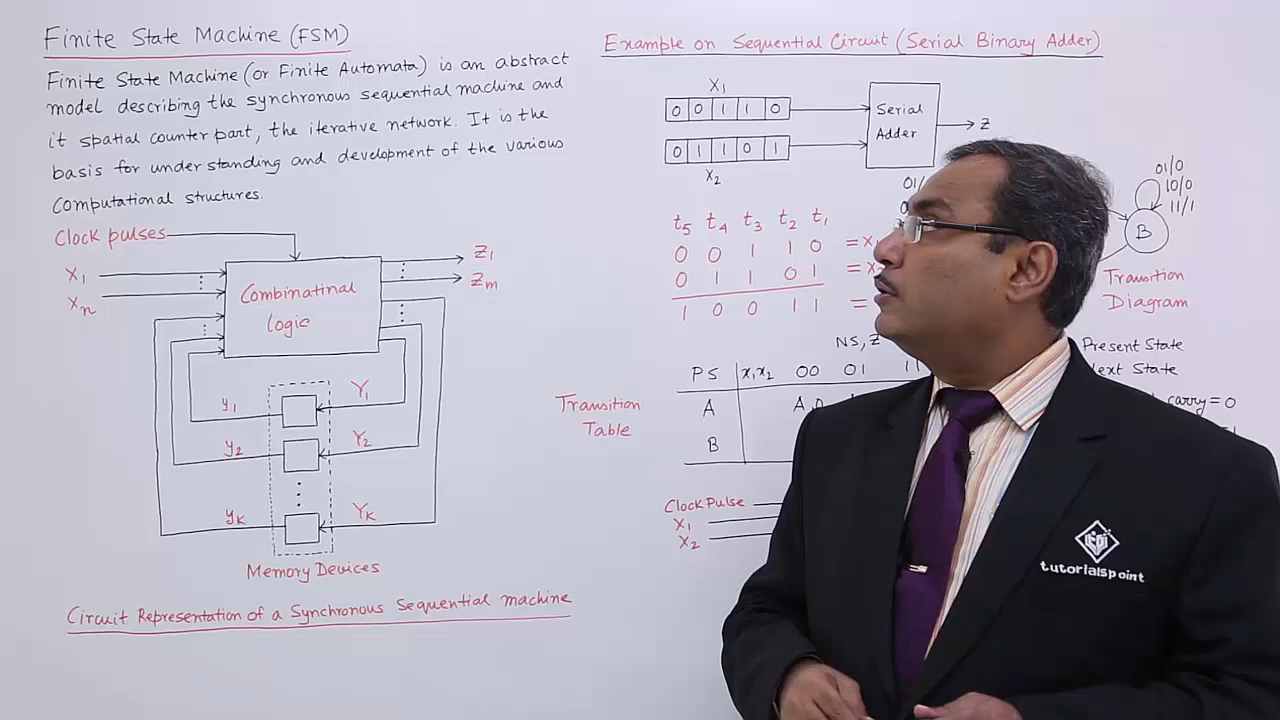 Finite State Machine (FSM)
Finite State Machine (or Finite Automata) is an abstract
model describing the synchronous sequential machine and
it spatial counter part, the iterative network. It is the
basis for understanding and development of the various
Computational structures.
Clock pulses
X1
Xn
Combinatinal
logic
Z1
Zm
y1
Y1
y2
Y2
yK
YK
Memory Devices
Circuit Representation of a Synchronous Sequential machine
Example on Sequential Circuit (Serial Binary Adder)
X1
0 0 1 1 0
0 1 1 0 1
X2
Serial
Adder
Z
t5 t4 t3 t2 t1
0 0 1 1 0 =
0 1 1 0 1 =
1 0 0 1 1 =
01/0
10/0
11/1
B
Transition
Diagram
NS, Z
PS x1x2 00 01 11
A A,0
B
Transition
Table
Present State
Next State
carry = 0
Clock Pulse
X1
X2
tutorialspoint